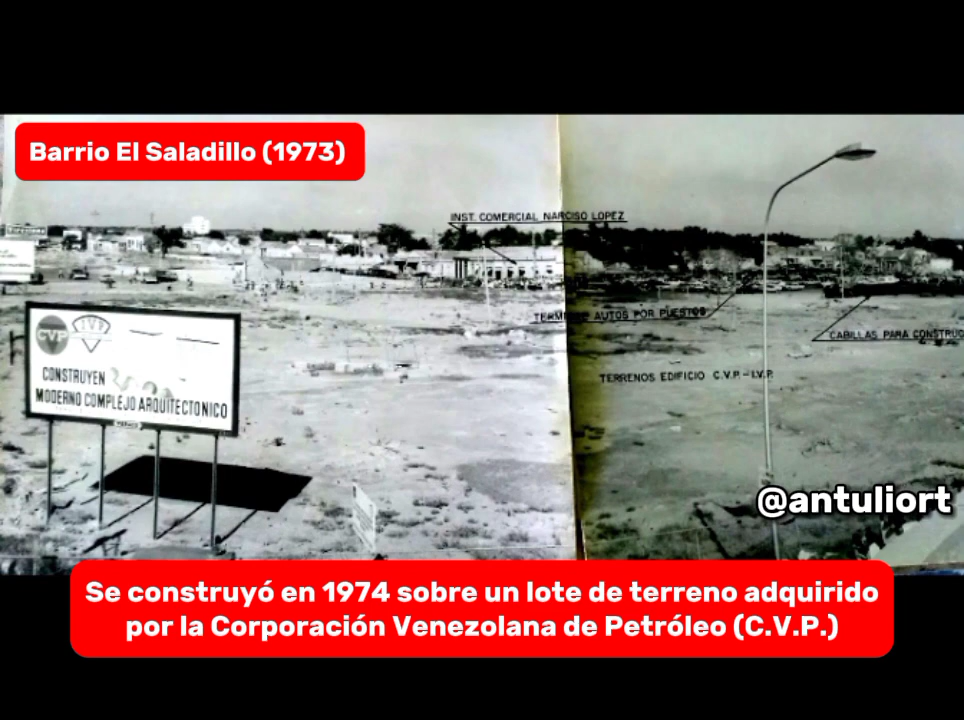 Barrio El Saladillo (1973)
INST. COMERCIAL NARCISO LOPEZ
CVP
IVP
CONSTRUYEN
MODERNO COMPLEJO ARQUITECTONICO
AUTOS POR PUESTOS
CABILLAS PARA CONSTRUC
TERRENOS EDIFICIO C.V.P.-I.V.P.
@antuliort
Se construyó en 1974 sobre un lote de terreno adquirido
por la Corporación Venezolana de Petróleo (C.V.P.)